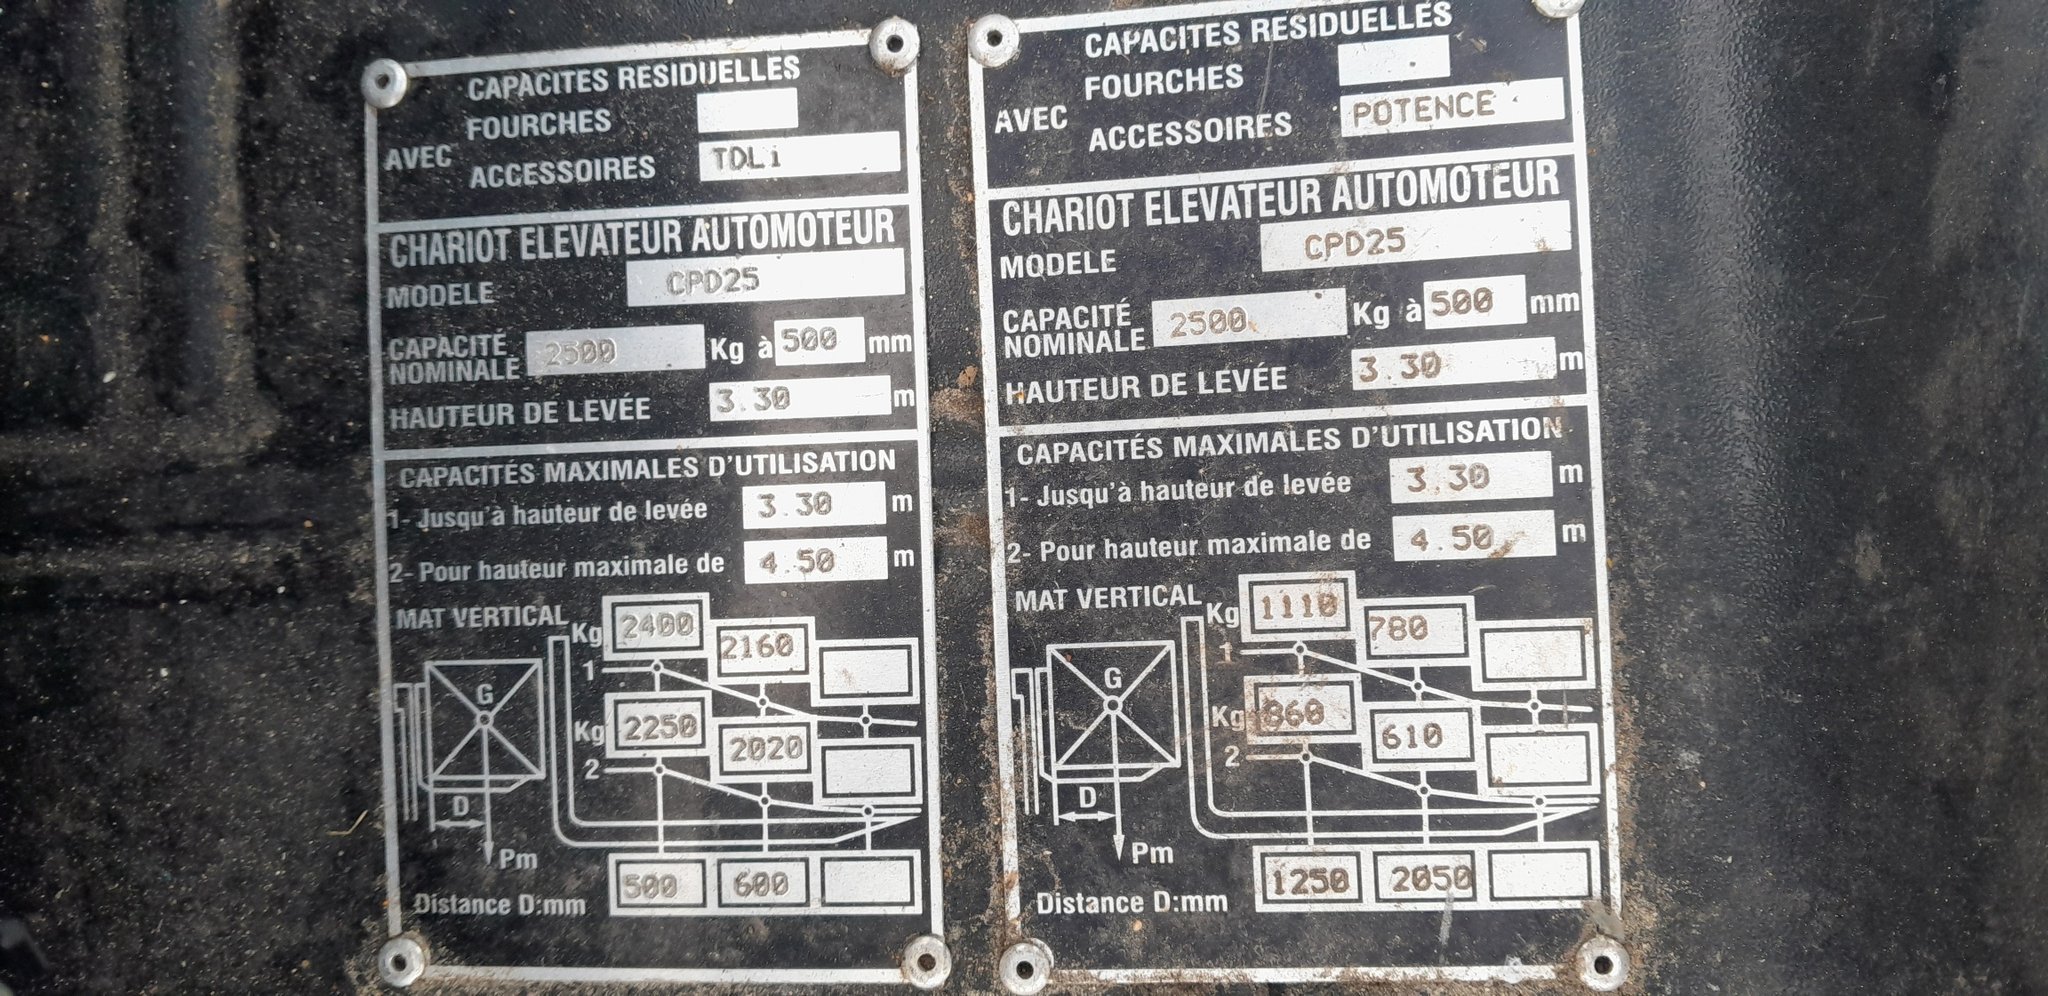 CAPACITES RESIDUELLES
FOURCHES
AVEC
ACCESSOIRES TDLi
CHARIOT ELEVATEUR AUTOMOTEUR
MODELE CPD25
CAPACITÉ
NOMINALE 2500 Kg à 500 mm
HAUTEUR DE LEVÉE 3.30 m
CAPACITÉS MAXIMALES D'UTILISATION
1- Jusqu'à hauteur de levée 3.30 m
2- Pour hauteur maximale de 4.50 m
MAT VERTICAL
Kg 2400 2160
1
G
Kg 2250 2020
2
D
Pm
Distance D:mm 500 600
CAPACITES RESIDUELLES
FOURCHES
AVEC
ACCESSOIRES POTENCE
CHARIOT ELEVATEUR AUTOMOTEUR
MODELE CPD25
CAPACITÉ
NOMINALE 2500 Kg à 500 mm
HAUTEUR DE LEVÉE 3.30 m
CAPACITÉS MAXIMALES D'UTILISATION
1- Jusqu'à hauteur de levée 3.30 m
2- Pour hauteur maximale de 4.50 m
MAT VERTICAL
Kg 1110 780
1
G
Kg 860 610
2
D
Pm
Distance D:mm 1250 2050